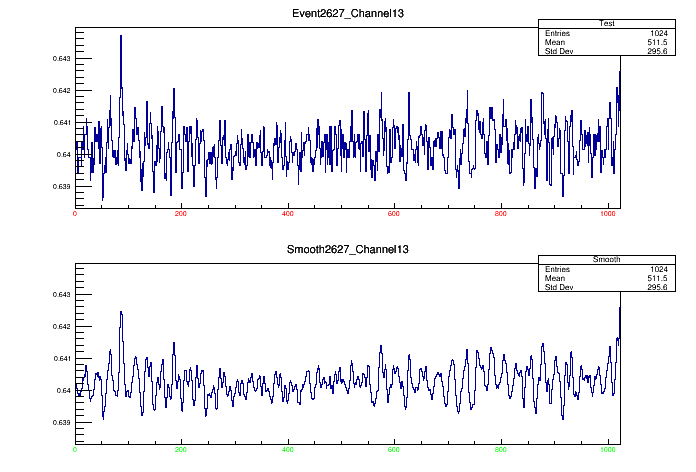 Event2627_Channel13
Test
Entries 1024
Mean 511.5
Std Dev 295.6
0.643
0.642
0.641
0.64
0.639
0 200 400 600 800 1000
Smooth2627_Channel13
Smooth
Entries 1024
Mean 511.5
Std Dev 295.6
0.643
0.642
0.641
0.64
0.639
0 200 400 600 800 1000